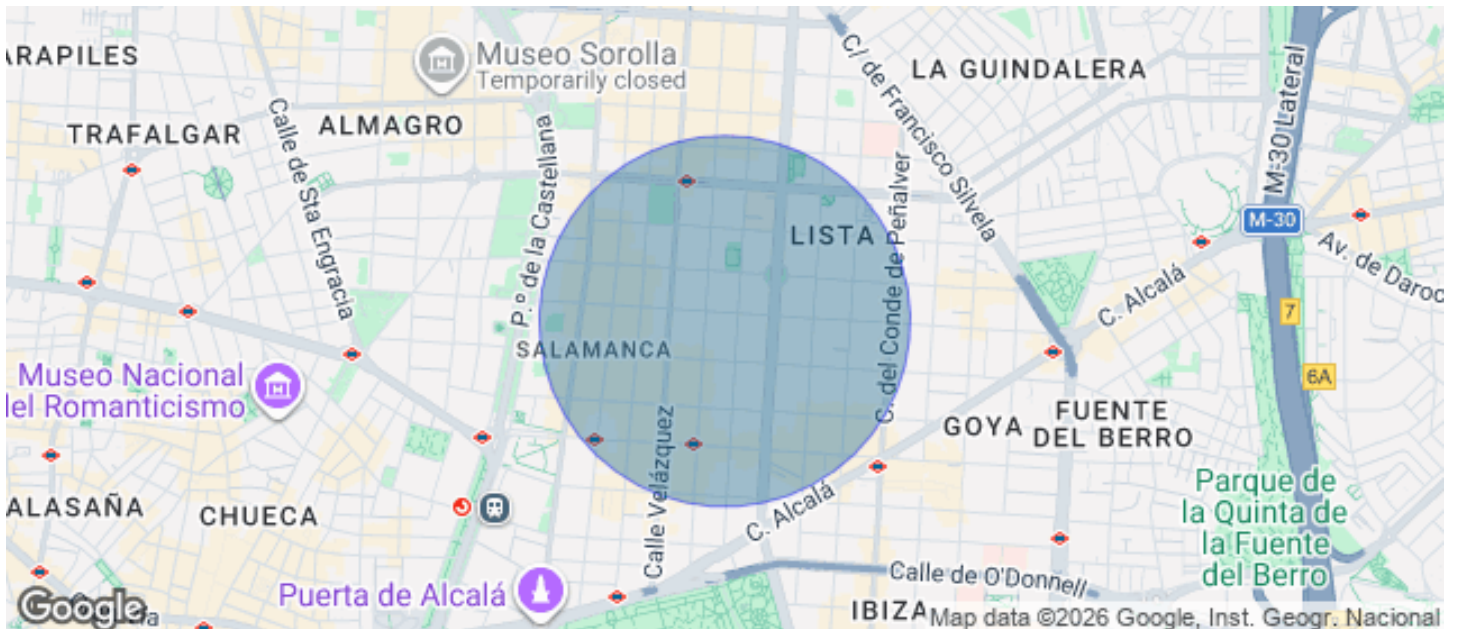 ARAPILES
Museo Sorolla
Temporarily closed
C/ de Francisco Silvela
LA GUINDALERA
M-30 Lateral
TRAFALGAR
ALMAGRO
Calle de Sta Engracia
P.º de la Castellana
C. del Conde de Peñalver
LISTA
M-30
Av. de Daroc
C. Alcalá
7
SALAMANCA
Museo Nacional
del Romanticismo
6A
GOYA
FUENTE
DEL BERRO
Calle Velázquez
Parque de
la Quinta de
la Fuente
del Berro
ALASAÑA
CHUECA
C. Alcalá
Puerta de Alcalá
Calle de O'Donnell
IBIZA
Google
Map data ©2026 Google, Inst. Geogr. Nacional